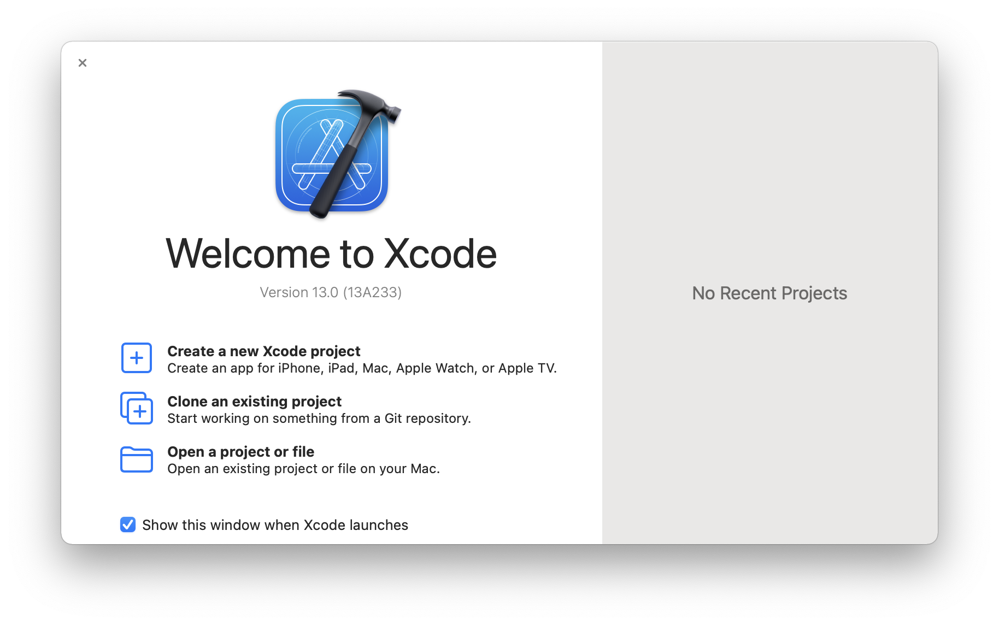 Welcome to Xcode
Version 13.0 (13A233)
Create a new Xcode project
Create an app for iPhone, iPad, Mac, Apple Watch, or Apple TV.
Clone an existing project
Start working on something from a Git repository.
Open a project or file
Open an existing project or file on your Mac.
Show this window when Xcode launches
No Recent Projects